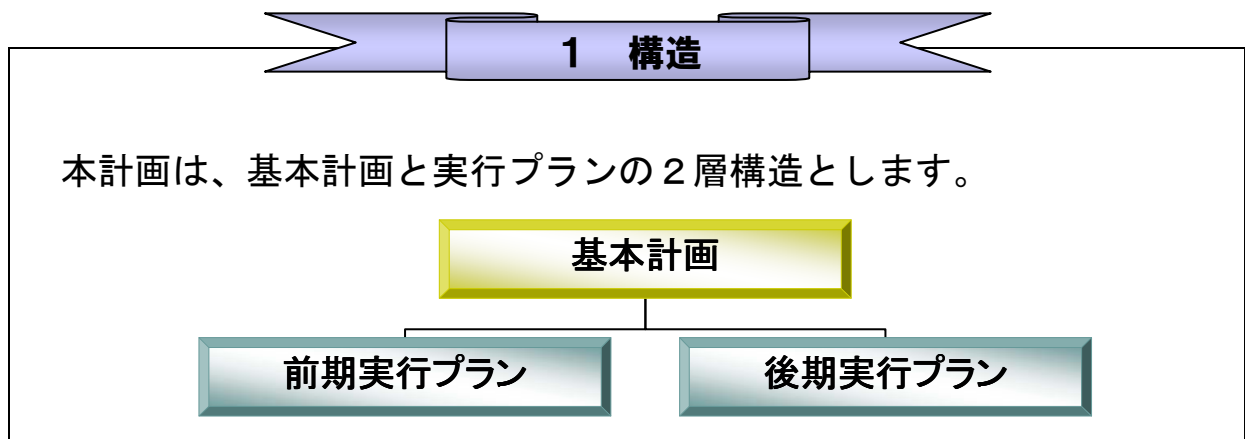 １　構造
本計画は、基本計画と実行プランの２層構造とします。
基本計画
前期実行プラン
後期実行プラン